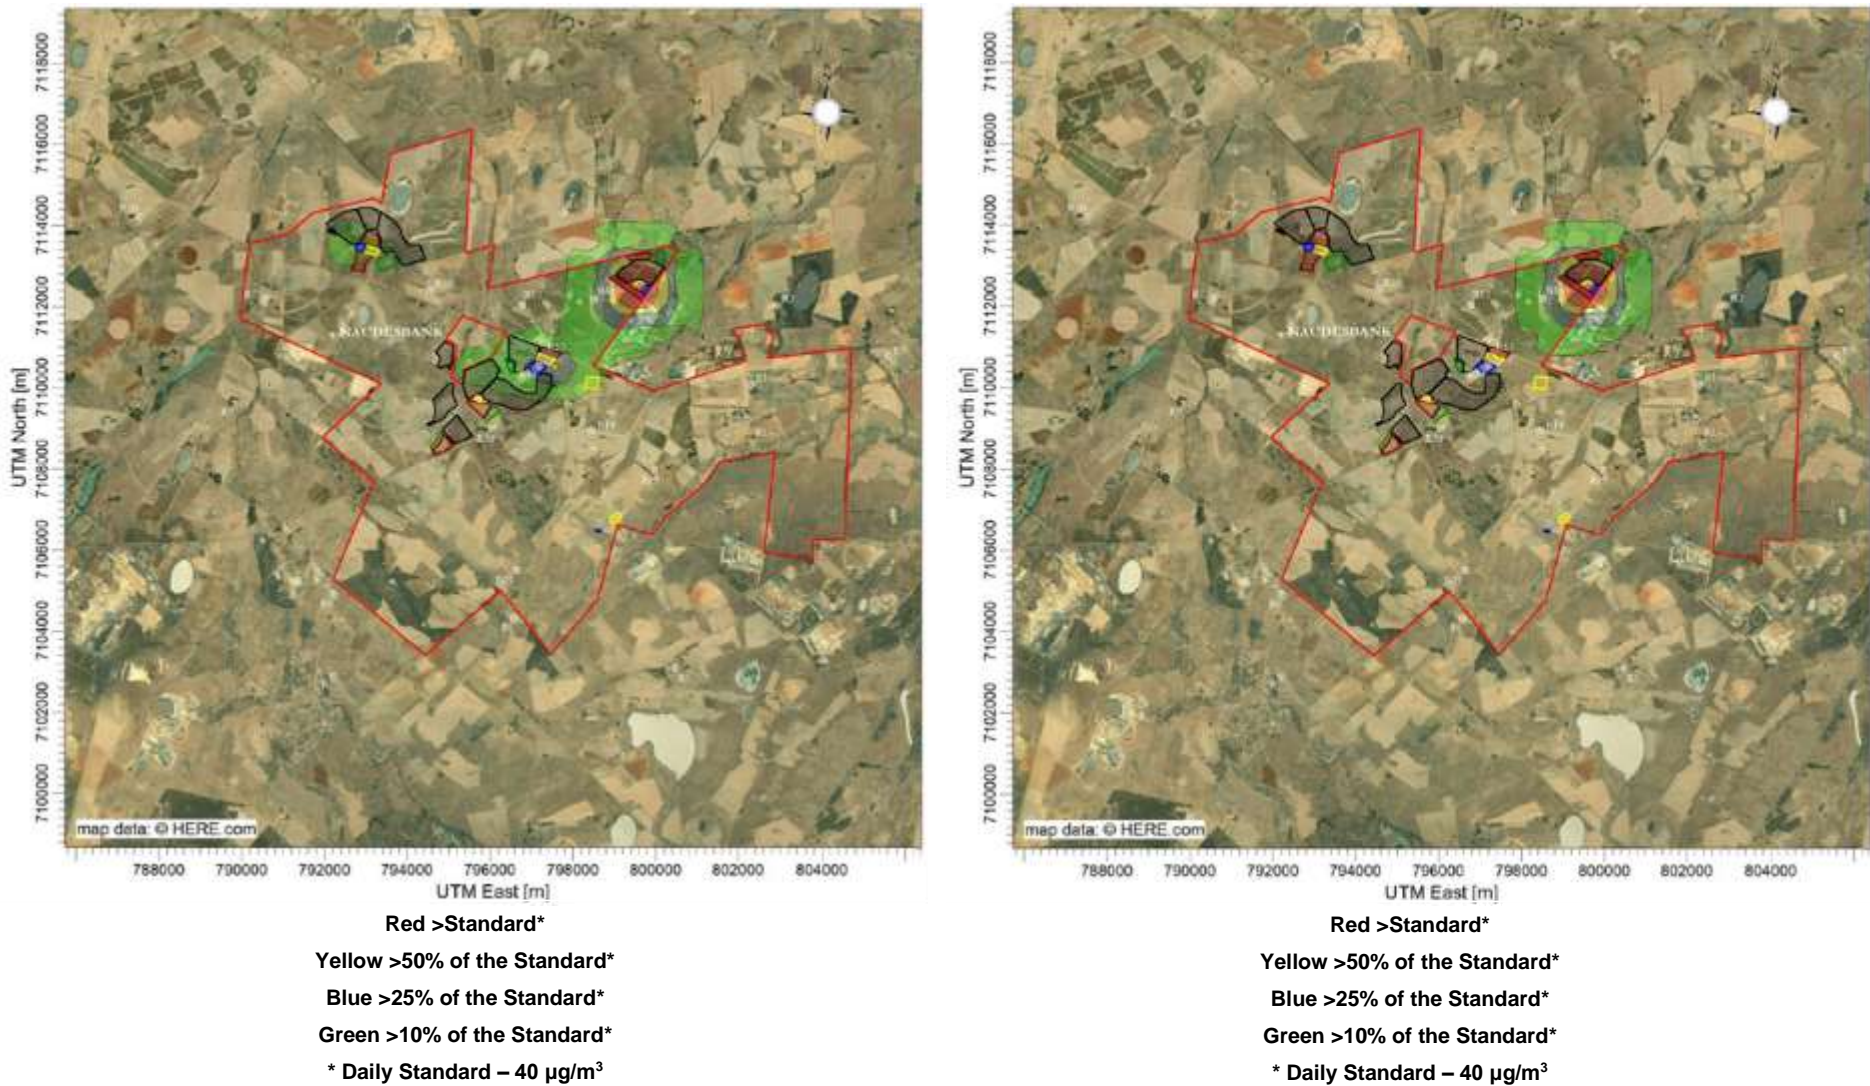 7118000
7116000
7114000
7112000
7110000
7108000
7106000
7104000
7102000
7100000
UTM North [m]
NAUDESBANK
map data: © HERE.com
788000 790000 792000 794000 796000 798000 800000 802000 804000
UTM East [m]
Red >Standard*
Yellow >50% of the Standard*
Blue >25% of the Standard*
Green >10% of the Standard*
* Daily Standard – 40 µg/m³
7118000
7116000
7114000
7112000
7110000
7108000
7106000
7104000
7102000
7100000
UTM North [m]
NAUDESBANK
map data: © HERE.com
788000 790000 792000 794000 796000 798000 800000 802000 804000
UTM East [m]
Red >Standard*
Yellow >50% of the Standard*
Blue >25% of the Standard*
Green >10% of the Standard*
* Daily Standard – 40 µg/m³